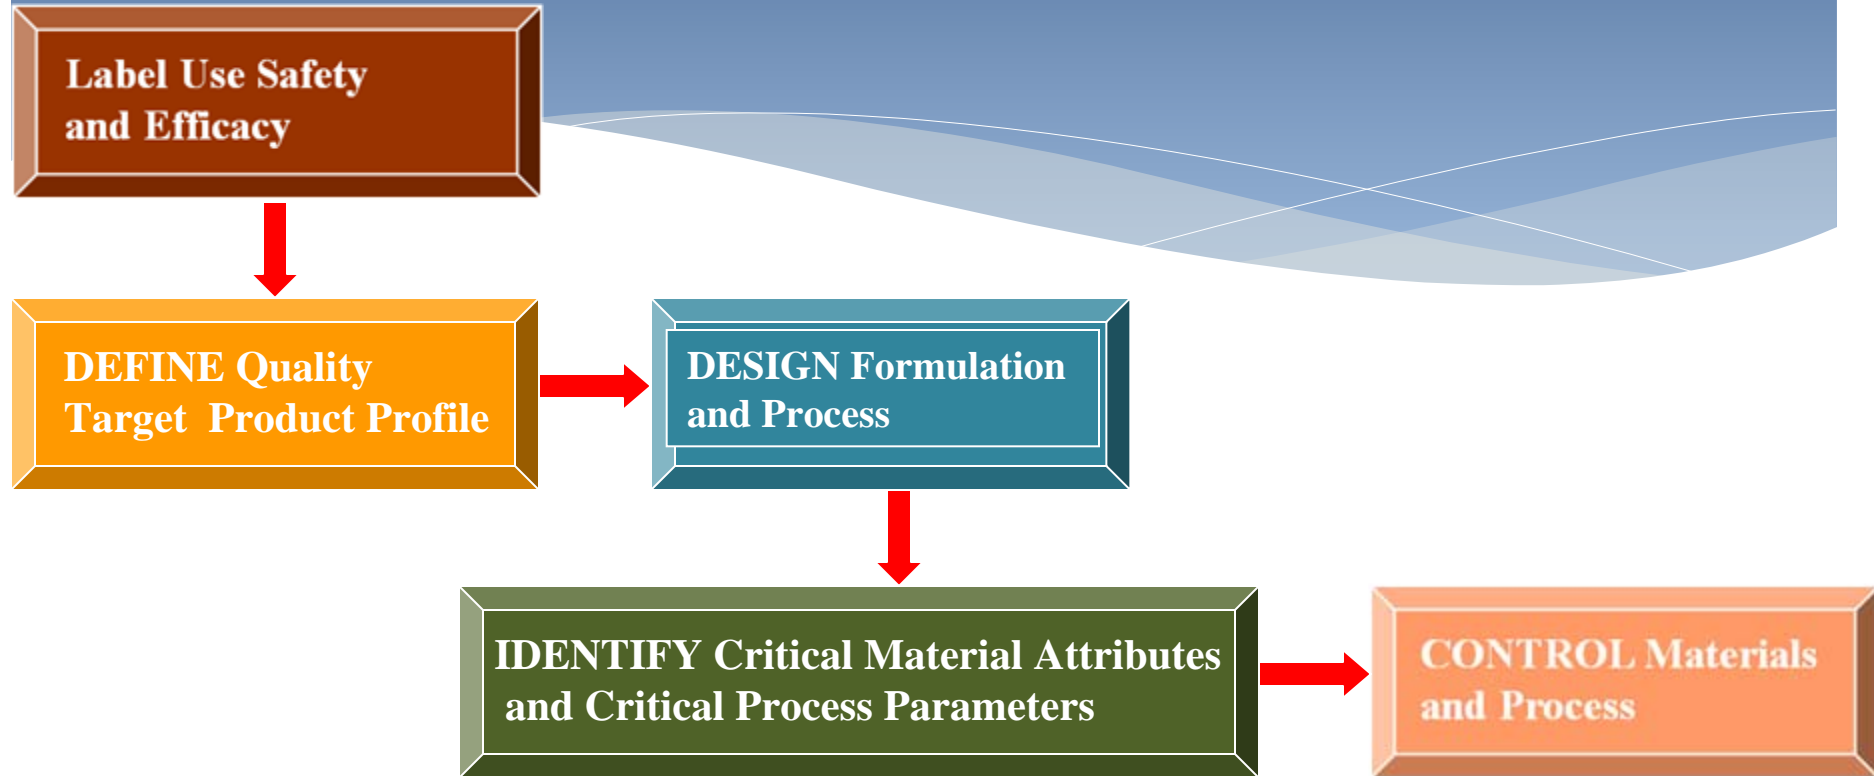 Label Use Safety
and Efficacy
DEFINE Quality
Target Product Profile
DESIGN Formulation
and Process
IDENTIFY Critical Material Attributes
and Critical Process Parameters
CONTROL Materials
and Process